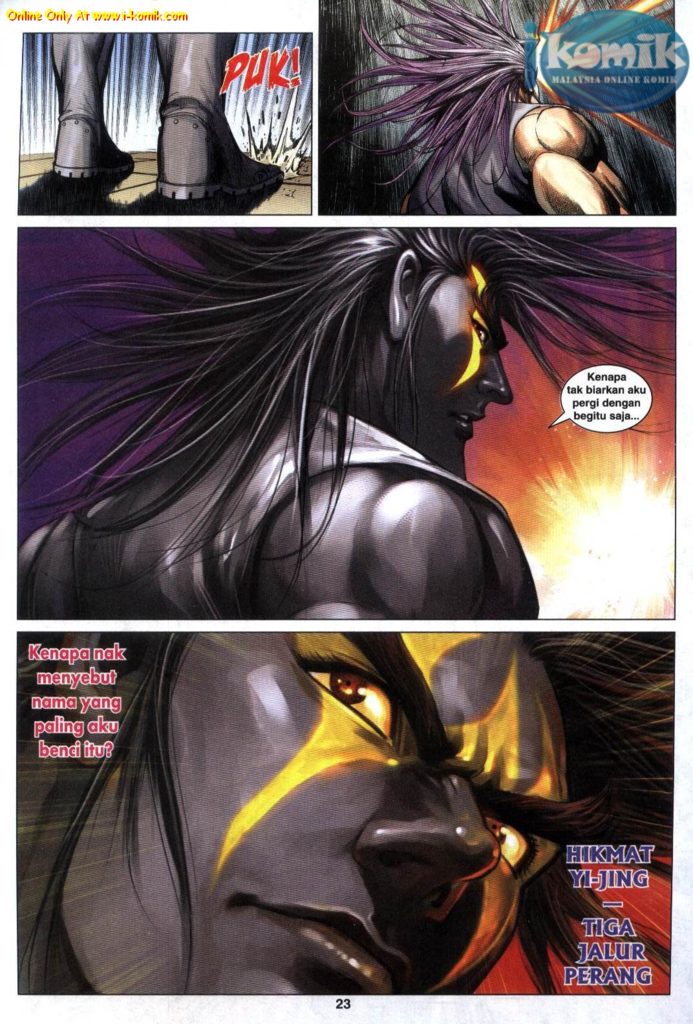 Online Only At www.i-komik.com
ikomik
MALAYSIA ONLINE KOMIK
PUK!
Kenapa
tak biarkan aku
pergi dengan
begitu saja...
Kenapa nak
menyebut
nama yang
paling aku
benci itu?
HIKMAT
YI-JING
—
TIGA
JALUR
PERANG
23